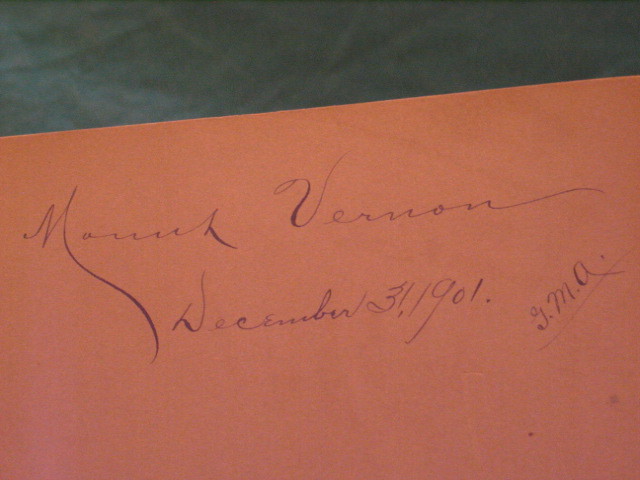 Mount Vernon
December 31, 1901.
G.M.A.